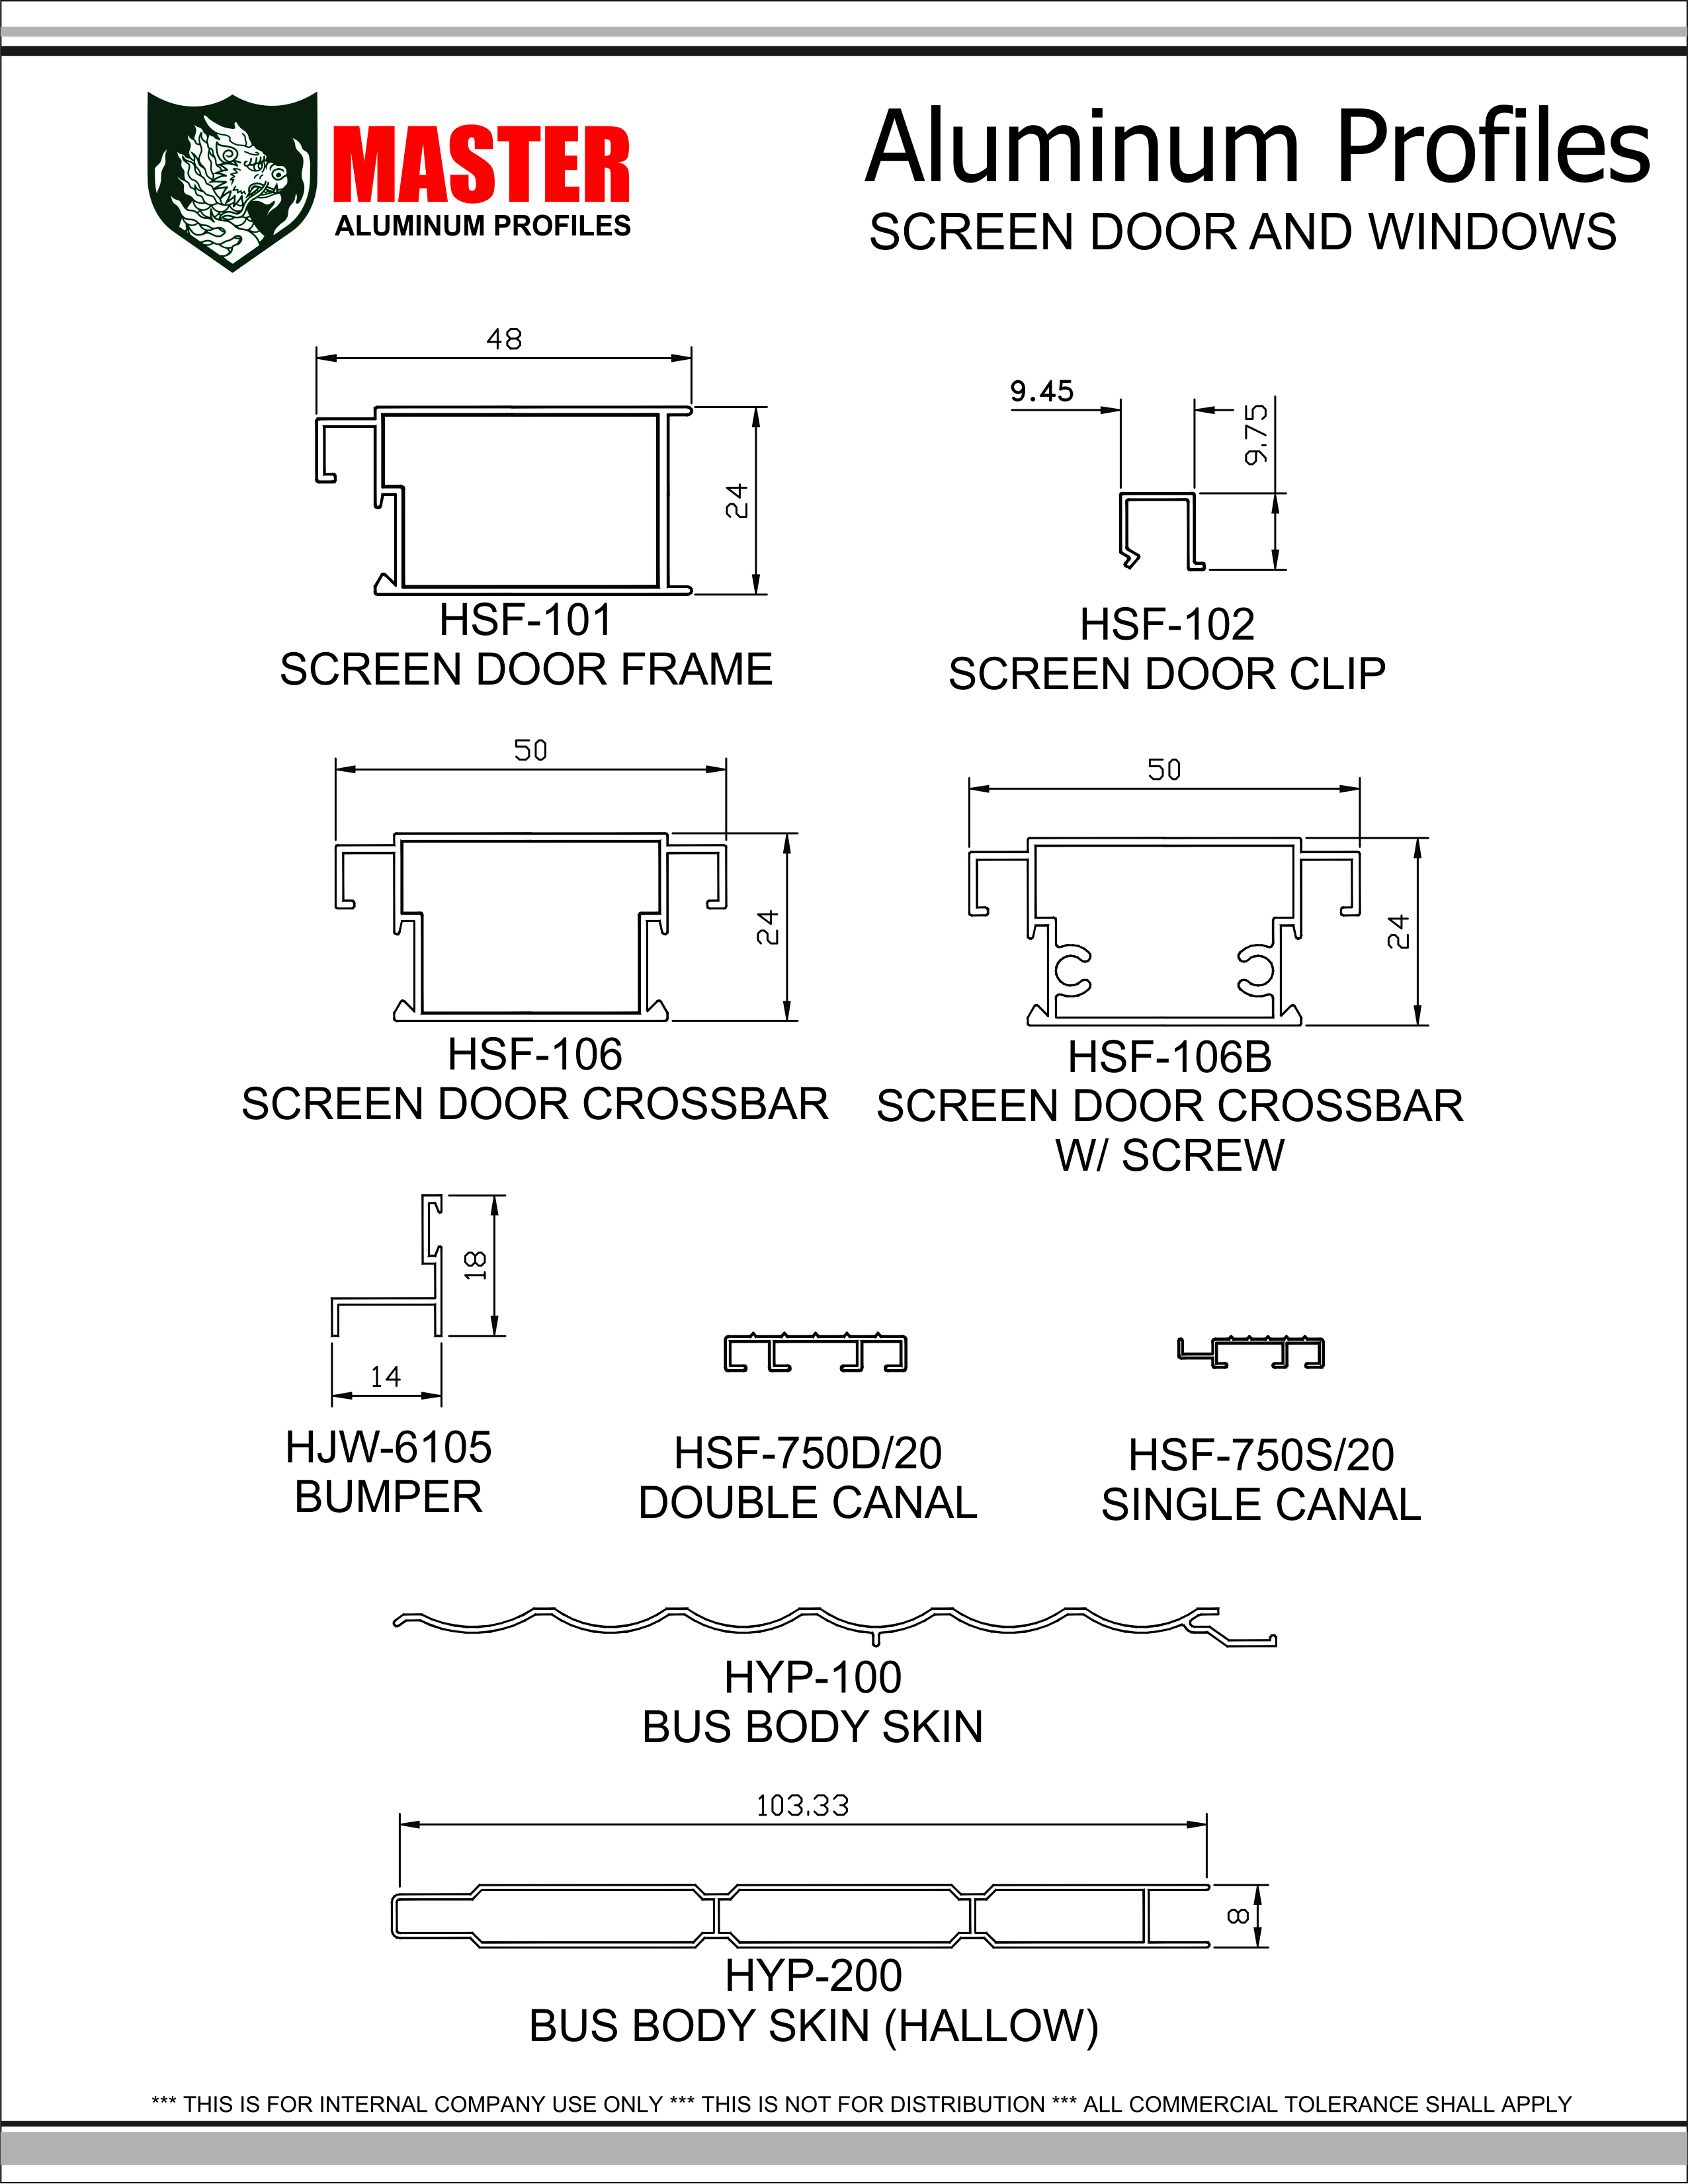 MASTER
ALUMINUM PROFILES
Aluminum Profiles
SCREEN DOOR AND WINDOWS
48
24
HSF-101
SCREEN DOOR FRAME
9.45
9.75
HSF-102
SCREEN DOOR CLIP
50
24
HSF-106
SCREEN DOOR CROSSBAR
50
24
HSF-106B
SCREEN DOOR CROSSBAR
W/ SCREW
18
14
HJW-6105
BUMPER
HSF-750D/20
DOUBLE CANAL
HSF-750S/20
SINGLE CANAL
HYP-100
BUS BODY SKIN
103.33
8
HYP-200
BUS BODY SKIN (HALLOW)
*** THIS IS FOR INTERNAL COMPANY USE ONLY *** THIS IS NOT FOR DISTRIBUTION *** ALL COMMERCIAL TOLERANCE SHALL APPLY